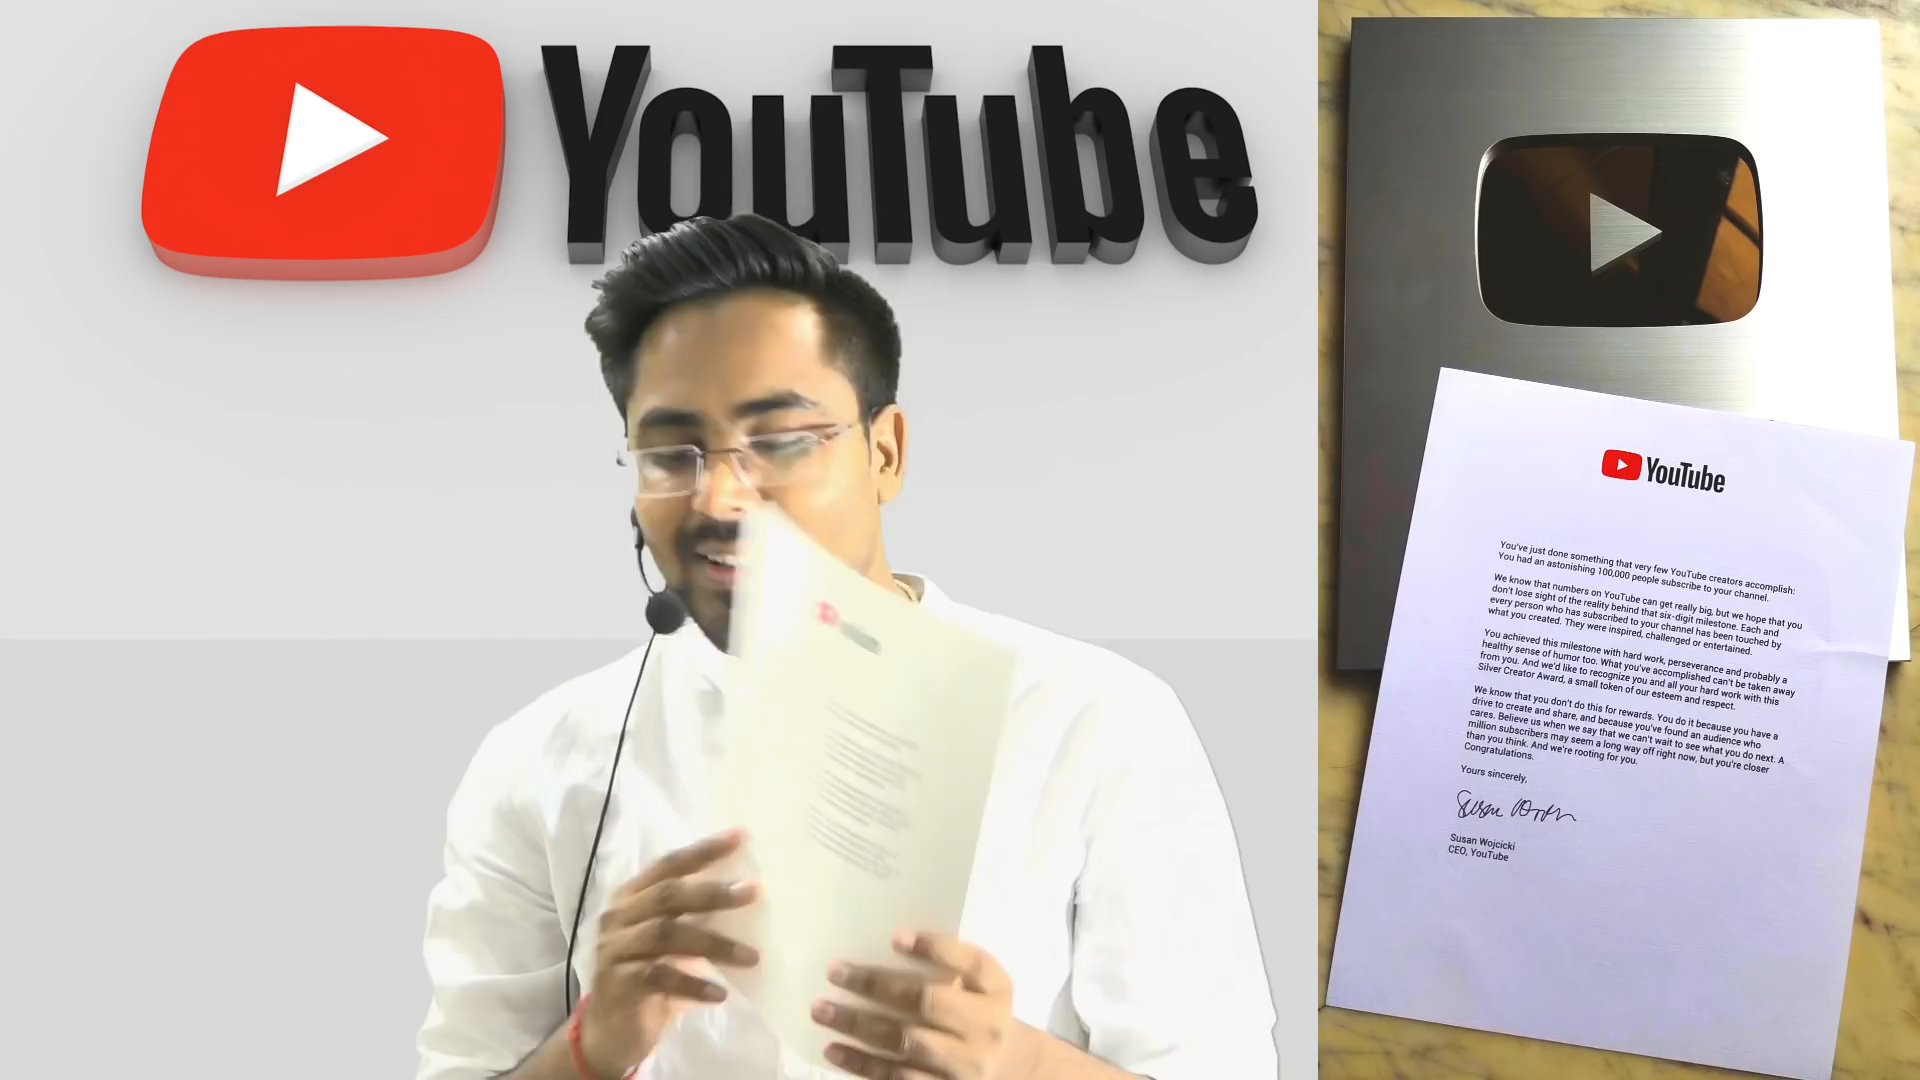 YouTube
YouTube
You've just done something that very few YouTube creators accomplish:
You had an astonishing 100,000 people subscribe to your channel.
We know that numbers on YouTube can get really big, but we hope that you
don't lose sight of the reality behind that six-digit milestone. Each and
every person who has subscribed to your channel has been touched by
what you created. They were inspired, challenged or entertained.
You achieved this milestone with hard work, perseverance and probably a
healthy sense of humor too. What you've accomplished can't be taken away
from you. And we'd like to recognize you and all your hard work with this
Silver Creator Award, a small token of our esteem and respect.
We know that you don't do this for rewards. You do it because you have a
drive to create and share, and because you've found an audience who
cares. Believe us when we say that we can't wait to see what you do next. A
million subscribers may seem a long way off right now, but you're closer
than you think. And we're rooting for you.
Congratulations.
Yours sincerely,
Susan Wojcicki
CEO, YouTube